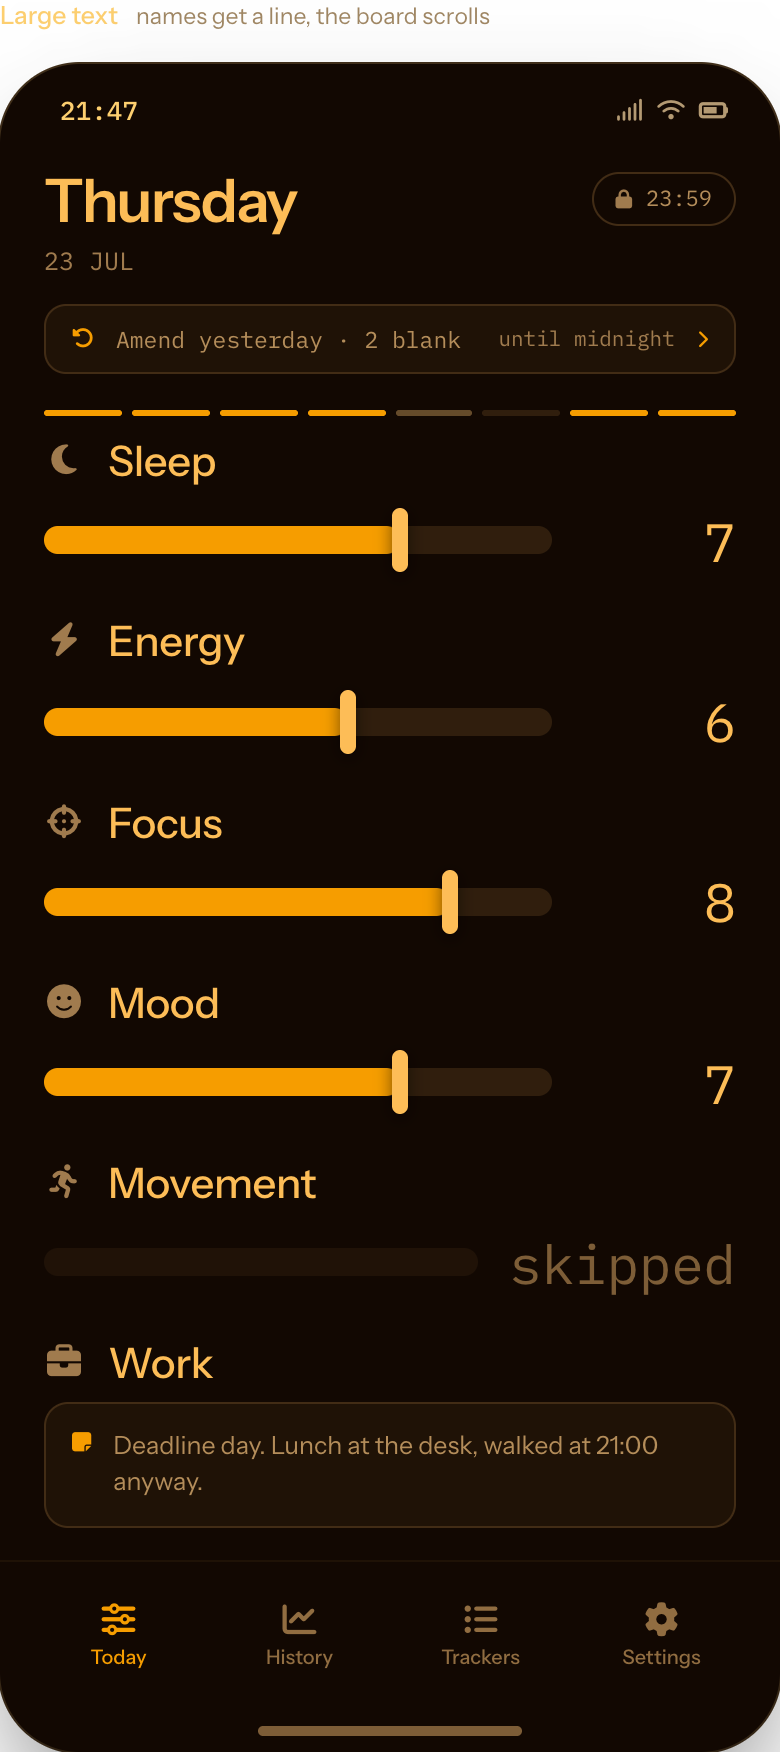 Large text names get a line, the board scrolls
21:47
Thursday
23:59
23 JUL
Amend yesterday · 2 blank until midnight
Sleep
7
Energy
6
Focus
8
Mood
7
Movement
skipped
Work
Deadline day. Lunch at the desk, walked at 21:00
anyway.
Today History Trackers Settings